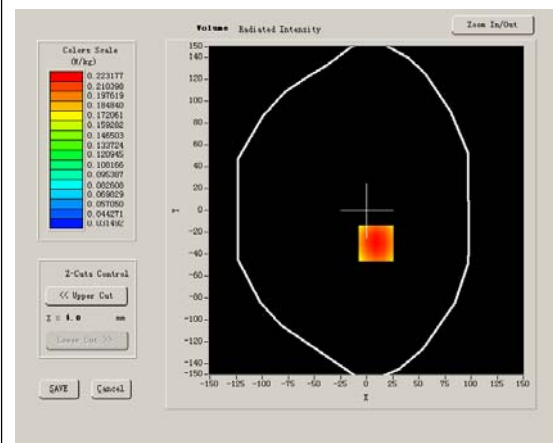 Volume Radiated Intensity
Zoom In/Out
Colors Scale
(W/kg)
0.223177
0.210398
0.197619
0.184840
0.172061
0.159282
0.146503
0.133724
0.120945
0.108166
0.095387
0.082608
0.069829
0.057050
0.044271
0.031492
150
140
120
100
80
60
40
20
0
-20
-40
-60
-80
-100
-120
-140
-150
Y
-150 -125 -100 -75 -50 -25 0 25 50 75 100 125 150
X
Z-Cuts Control
<< Upper Cut
Z = 4.0 mm
Lower Cut >>
SAVE Cancel